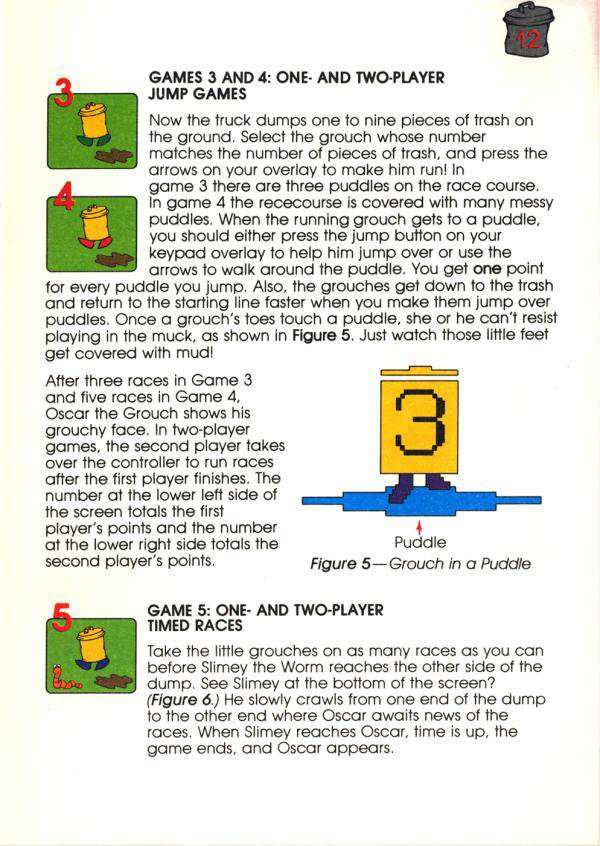 12
3
GAMES 3 AND 4: ONE- AND TWO-PLAYER
JUMP GAMES
Now the truck dumps one to nine pieces of trash on
the ground. Select the grouch whose number
matches the number of pieces of trash, and press the
arrows on your overlay to make him run! In
game 3 there are three puddles on the race course.
4
In game 4 the rececourse is covered with many messy
puddles. When the running grouch gets to a puddle,
you should either press the jump button on your
keypad overlay to help him jump over or use the
arrows to walk around the puddle. You get one point
for every puddle you jump. Also, the grouches get down to the trash
and return to the starting line faster when you make them jump over
puddles. Once a grouch's toes touch a puddle, she or he can't resist
playing in the muck, as shown in Figure 5. Just watch those little feet
get covered with mud!
After three races in Game 3
and five races in Game 4,
Oscar the Grouch shows his
grouchy face. In two-player
games, the second player takes
over the controller to run races
after the first player finishes. The
number at the lower left side of
the screen totals the first
player's points and the number
at the lower right side totals the
second player's points.
3
Puddle
Figure 5—Grouch in a Puddle
5
GAME 5: ONE- AND TWO-PLAYER
TIMED RACES
Take the little grouches on as many races as you can
before Slimey the Worm reaches the other side of the
dump. See Slimey at the bottom of the screen?
(Figure 6.) He slowly crawls from one end of the dump
to the other end where Oscar awaits news of the
races. When Slimey reaches Oscar, time is up, the
game ends, and Oscar appears.